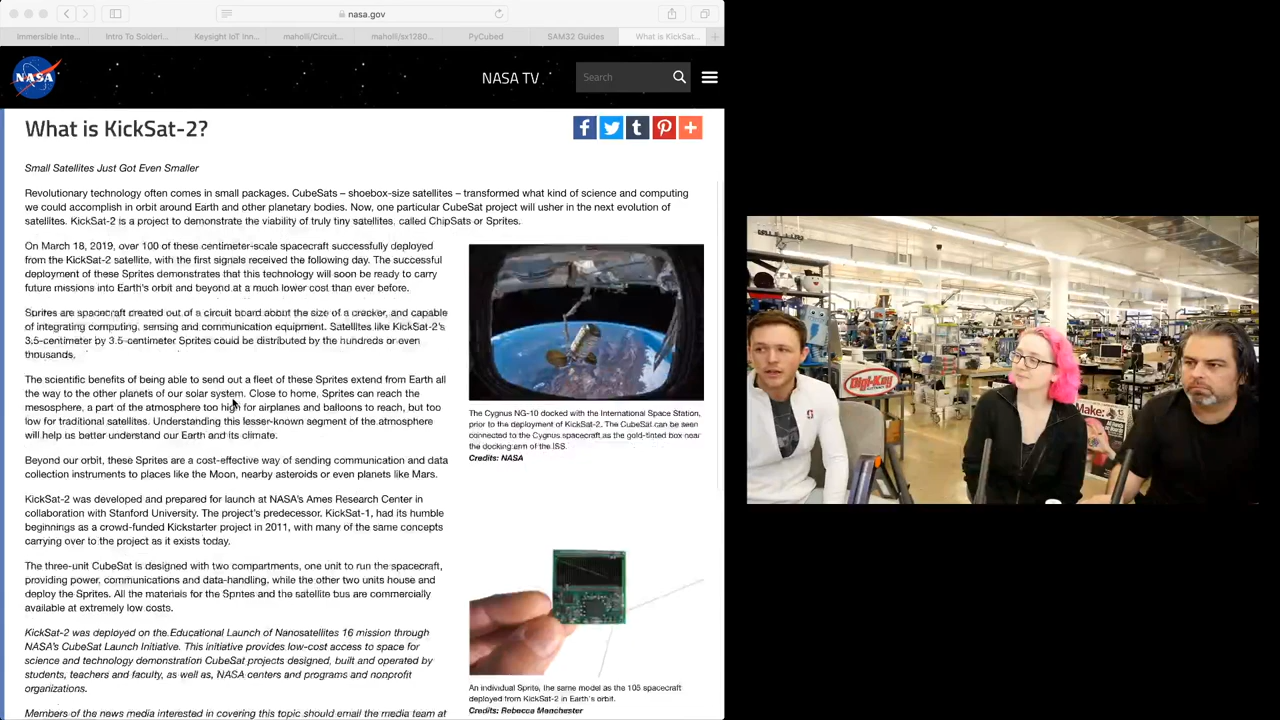 nasa.gov
Immersible Inte...
Intro To Solderi...
Keysight IoT Inn...
maholli/Circuit...
maholli/sx1280...
PyCubed
SAM32 Guides
What is KickSat...
NASA
NASA TV
Search
What is KickSat-2?
Small Satellites Just Got Even Smaller
Revolutionary technology often comes in small packages. CubeSats – shoebox-size satellites – transformed what kind of science and computing
we could accomplish in orbit around Earth and other planetary bodies. Now, one particular CubeSat project will usher in the next evolution of
satellites. KickSat-2 is a project to demonstrate the viability of truly tiny satellites, called ChipSats or Sprites.
On March 18, 2019, over 100 of these centimeter-scale spacecraft successfully deployed
from the KickSat-2 satellite, with the first signals received the following day. The successful
deployment of these Sprites demonstrates that this technology will soon be ready to carry
future missions into Earth's orbit and beyond at a much lower cost than ever before.
Sprites are spacecraft created out of a circuit board about the size of a cracker, and capable
of integrating computing, sensing and communication equipment. Satellites like KickSat-2's
3.5-centimeter by 3.5-centimeter Sprites could be distributed by the hundreds or even
thousands.
The scientific benefits of being able to send out a fleet of these Sprites extend from Earth all
the way to the other planets of our solar system. Close to home, Sprites can reach the
mesosphere, a part of the atmosphere too high for airplanes and balloons to reach, but too
low for traditional satellites. Understanding this lesser-known segment of the atmosphere
will help us better understand our Earth and its climate.
Beyond our orbit, these Sprites are a cost-effective way of sending communication and data
collection instruments to places like the Moon, nearby asteroids or even planets like Mars.
KickSat-2 was developed and prepared for launch at NASA's Ames Research Center in
collaboration with Stanford University. The project's predecessor, KickSat-1, had its humble
beginnings as a crowd-funded Kickstarter project in 2011, with many of the same concepts
carrying over to the project as it exists today.
The three-unit CubeSat is designed with two compartments, one unit to run the spacecraft,
providing power, communications and data-handling, while the other two units house and
deploy the Sprites. All the materials for the Sprites and the satellite bus are commercially
available at extremely low costs.
KickSat-2 was deployed on the Educational Launch of Nanosatellites 16 mission through
NASA's CubeSat Launch Initiative. This initiative provides low-cost access to space for
science and technology demonstration CubeSat projects designed, built and operated by
students, teachers and faculty, as well as, NASA centers and programs and nonprofit
organizations.
Members of the news media interested in covering this topic should email the media team at
The Cygnus NG-10 docked with the International Space Station,
prior to the deployment of KickSat-2. The CubeSat can be seen
connected to the Cygnus spacecraft as the gold-tinted box near
the docking arm of the ISS.
Credits: NASA
An individual Sprite, the same model as the 105 spacecraft
deployed from KickSat-2 in Earth's orbit.
Credits: Rebecca Manchester
Digi-Key
Make: